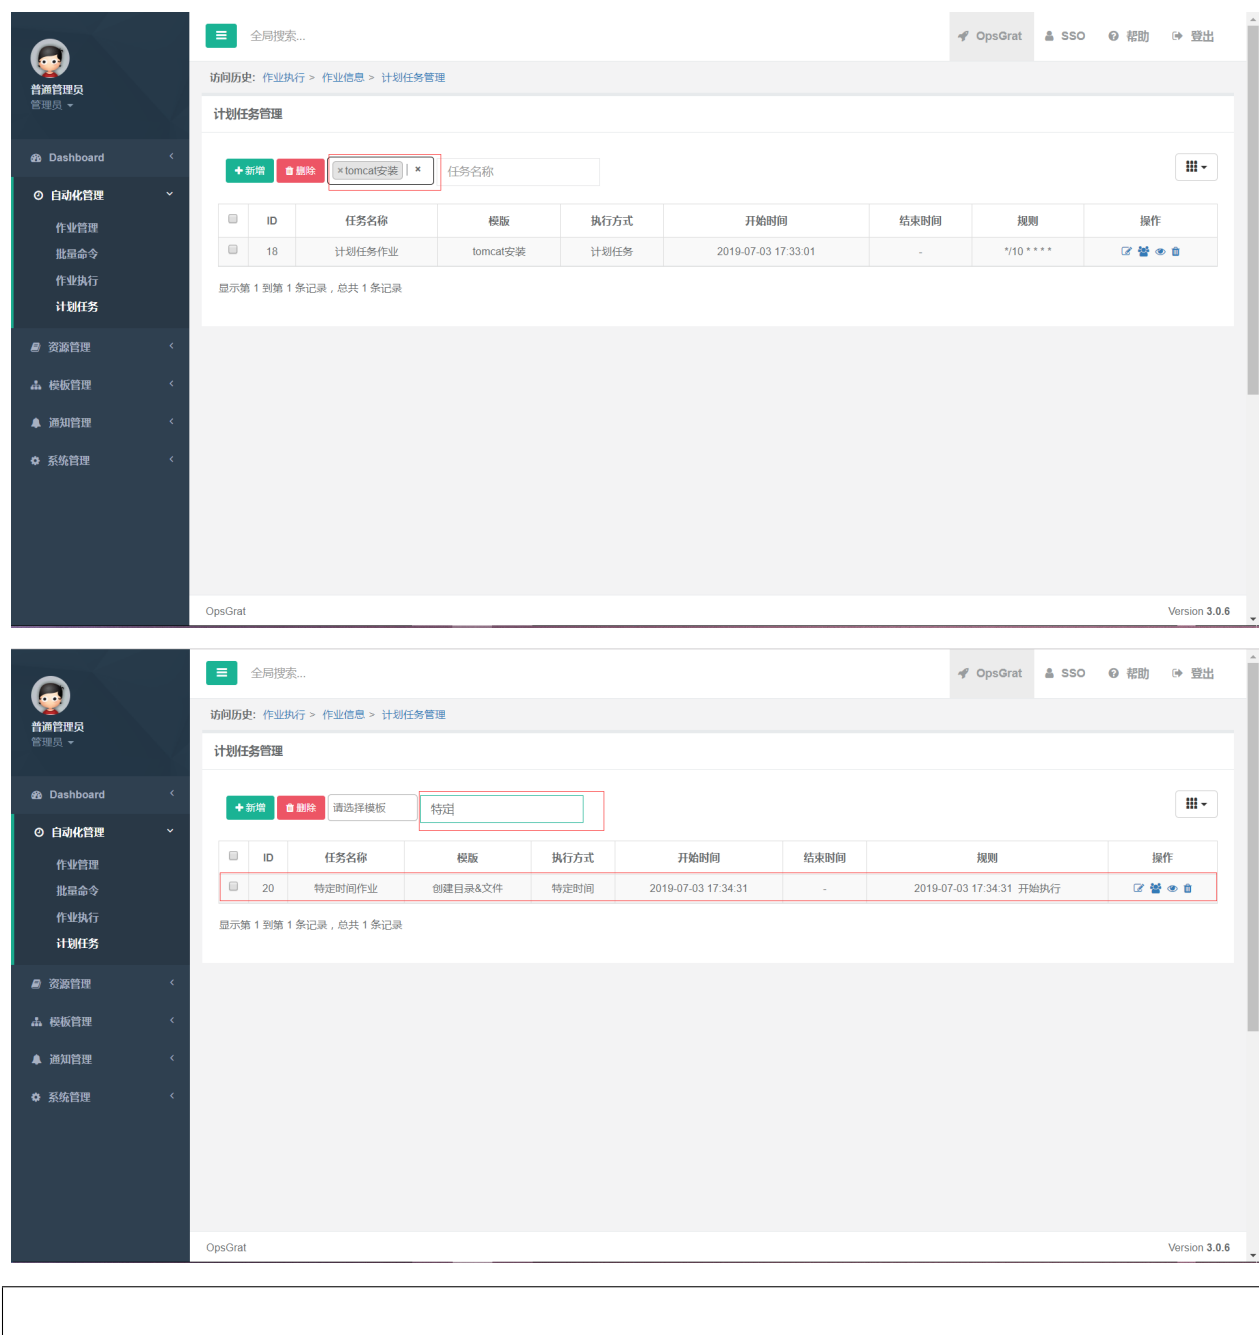 全局搜索...
OpsGrat
SSO
帮助
登出
普通管理员
管理员
访问历史: 作业执行 > 作业信息 > 计划任务管理
计划任务管理
Dashboard
自动化管理
作业管理
批量命令
作业执行
计划任务
资源管理
模板管理
通知管理
系统管理
新增 删除 ×tomcat安装 × 任务名称
ID 任务名称 模版 执行方式 开始时间 结束时间 规则 操作
18 计划任务作业 tomcat安装 计划任务 2019-07-03 17:33:01 - */10 * * * *
显示第 1 到第 1 条记录，总共 1 条记录
OpsGrat Version 3.0.6
全局搜索...
OpsGrat
SSO
帮助
登出
普通管理员
管理员
访问历史: 作业执行 > 作业信息 > 计划任务管理
计划任务管理
Dashboard
自动化管理
作业管理
批量命令
作业执行
计划任务
资源管理
模板管理
通知管理
系统管理
新增 删除 请选择模板 特定
ID 任务名称 模版 执行方式 开始时间 结束时间 规则 操作
20 特定时间作业 创建目录&文件 特定时间 2019-07-03 17:34:31 - 2019-07-03 17:34:31 开始执行
显示第 1 到第 1 条记录，总共 1 条记录
OpsGrat Version 3.0.6